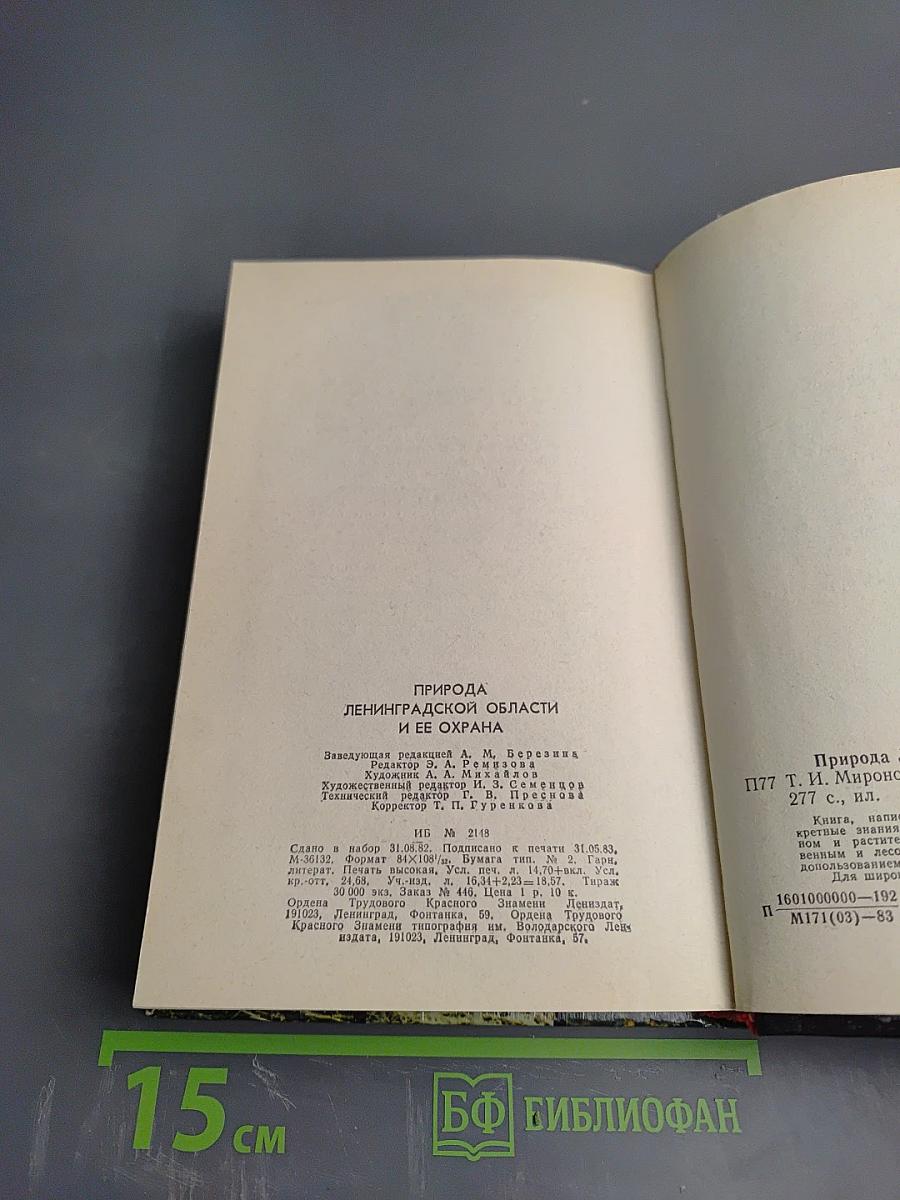 ПРИРОДА
ЛЕНИНГРАДСКОЙ ОБЛАСТИ
И ЕЕ ОХРАНА
Заведующая редакцией А. М. Березина
Редактор Э. А. Ремизова
Художник А. А. Михайлов
Художественный редактор И. З. Семенцов
Технический редактор Г. В. Преснова
Корректор Т. П. Гуренкова
ИБ № 2148
Сдано в набор 31.08.82. Подписано к печати 31.05.83.
М-36132. Формат 84×108¹/₃₂. Бумага тип. № 2. Гарн.
литерат. Печать высокая. Усл. печ. л. 14,70+вкл. Усл.
кр.-отт. 24,68. Уч.-изд. л. 16,34+2,23=18,57. Тираж
30 000 экз. Заказ № 446. Цена 1 р. 10 к.
Ордена Трудового Красного Знамени Лениздат,
191023, Ленинград, Фонтанка, 59. Ордена Трудового
Красного Знамени типография им. Володарского Лен-
издата, 191023, Ленинград, Фонтанка, 57.
Природа
П77 Т. И. Мироно
277 с., ил.
Книга, напи
кретные знания
ном и растите
венным и лесо
допользованием
Для широ
П 1601000000—192
М171(03)—83
15 см
БФ БИБЛИОФАН